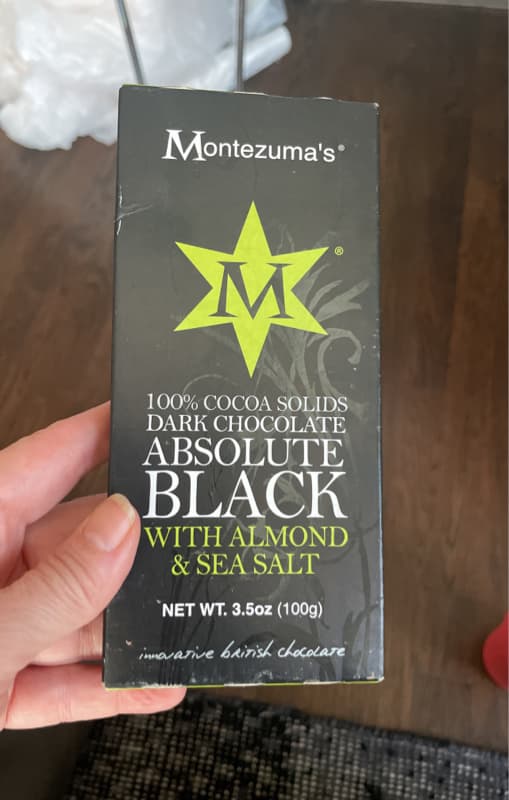 Montezuma's®
M®
100% COCOA SOLIDS
DARK CHOCOLATE
ABSOLUTE
BLACK
WITH ALMOND
& SEA SALT
NET WT. 3.5oz (100g)
innovative british chocolate